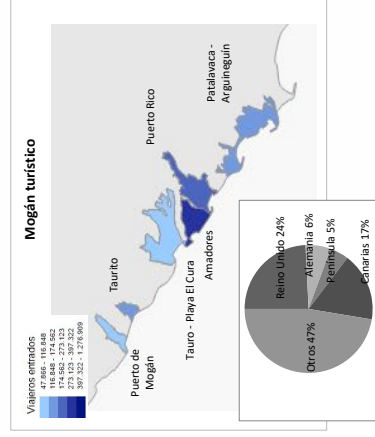 Mogán turístico
Viajeros entrados
47.866 - 116.848
116.848 - 174.562
174.562 - 273.123
273.123 - 397.322
397.322 - 1.276.909
Puerto de
Mogán
Taurito
Tauro - Playa El Cura
Amadores
Puerto Rico
Patalavaca -
Arguineguín
Reino Unido 24%
Alemania 6%
Península 5%
Canarias 17%
Otros 47%